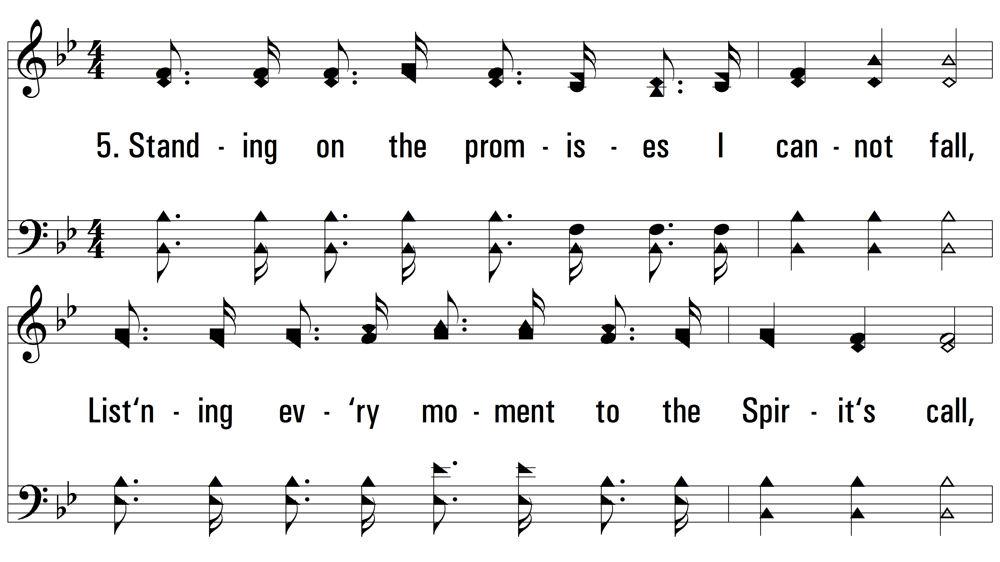 5. Stand - ing on the prom - is - es I can - not fall,
List‘n - ing ev - ‘ry mo - ment to the Spir - it‘s call,